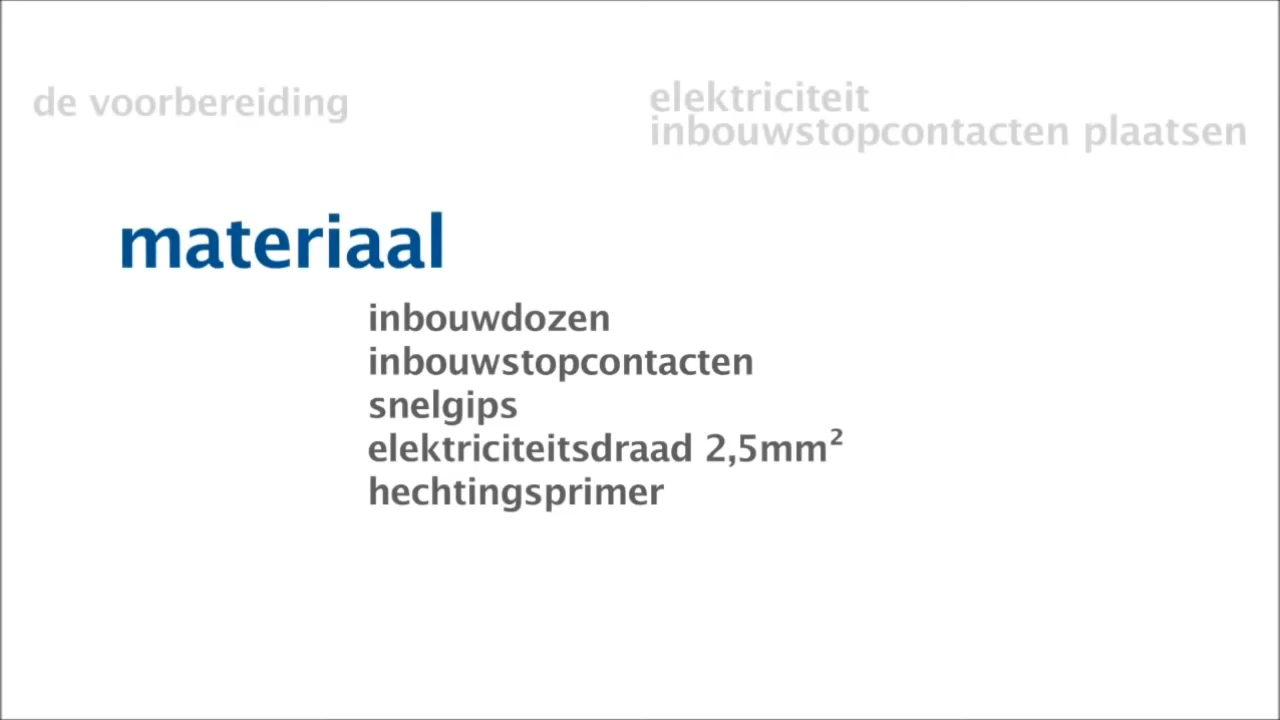 de voorbereiding
elektriciteit
inbouwstopcontacten plaatsen
materiaal
inbouwdozen
inbouwstopcontacten
snelgips
elektriciteitsdraad 2,5mm²
hechtingsprimer